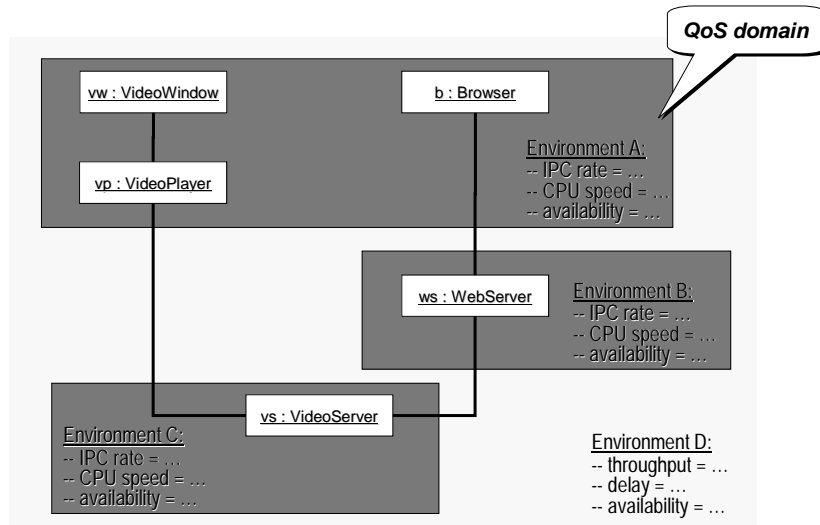 QoS domain
vw : VideoWindow
b : Browser
Environment A:
-- IPC rate = …
-- CPU speed = …
-- availability = …
vp : VideoPlayer
ws : WebServer
Environment B:
-- IPC rate = …
-- CPU speed = …
-- availability = …
vs : VideoServer
Environment C:
-- IPC rate = …
-- CPU speed = …
-- availability = …
Environment D:
-- throughput = …
-- delay = …
-- availability = …